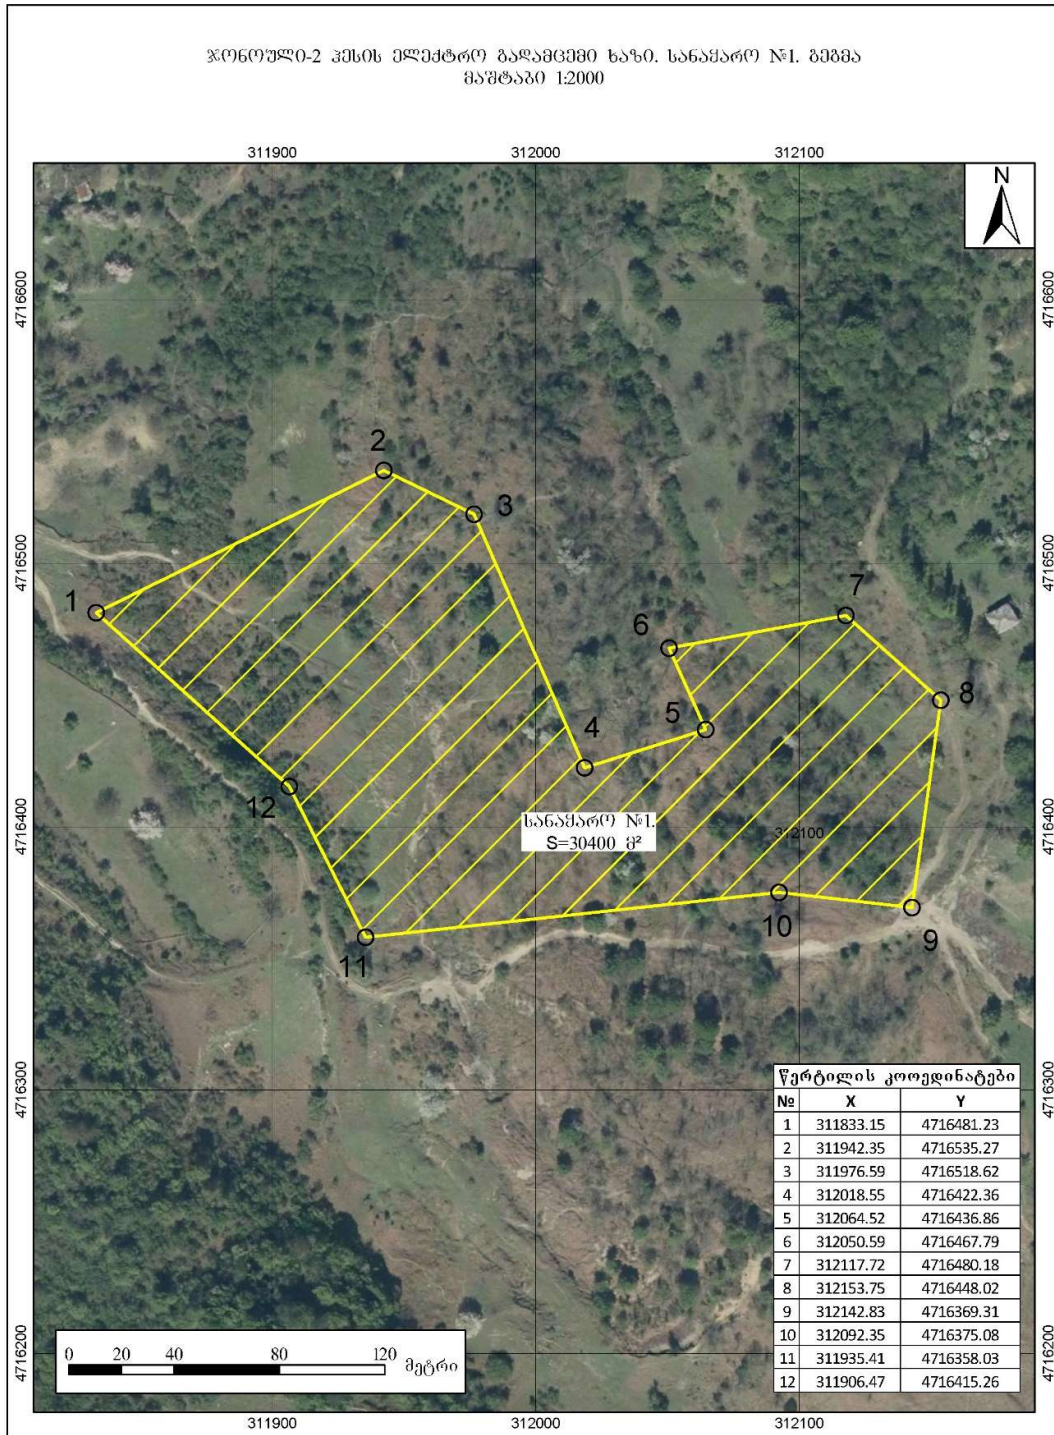 ჯონოული-2 ჰესის ელექტრო გადამცემი ხაზი. სანაყარო №1. გეგმა
მაშტაბი 1:2000
311900 312000 312100
N
4716600 4716600
2
3
4716500 4716500
1
7
6
8
5
4
12
სანაყარო №1.
S=30400 მ²
312100
4716400 4716400
10
9
11
4716300 4716300
წერტილის კოორდინატები
№ X Y
1 311833.15 4716481.23
2 311942.35 4716535.27
3 311976.59 4716518.62
4 312018.55 4716422.36
5 312064.52 4716436.86
6 312050.59 4716467.79
7 312117.72 4716480.18
8 312153.75 4716448.02
9 312142.83 4716369.31
10 312092.35 4716375.08
11 311935.41 4716358.03
12 311906.47 4716415.26
4716200 4716200
0 20 40 80 120 მეტრი
311900 312000 312100